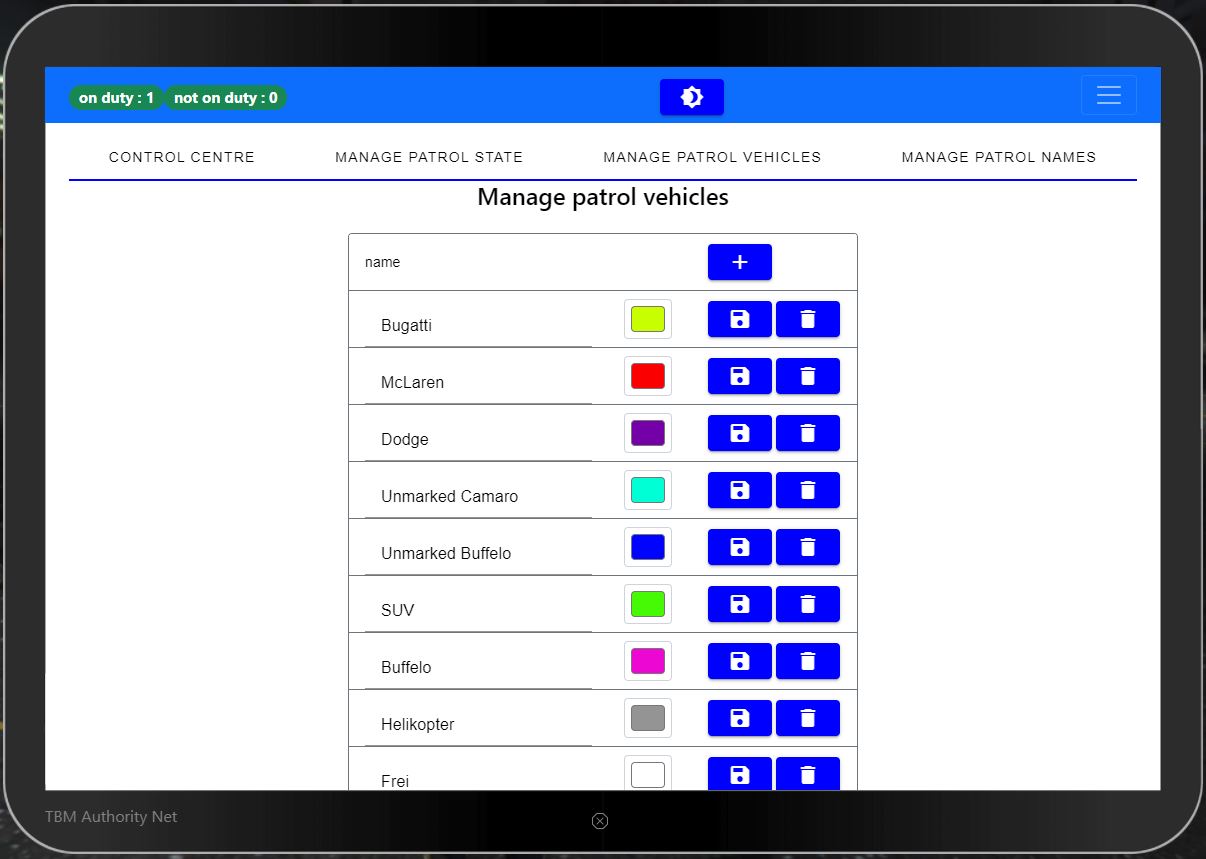 on duty : 1 not on duty : 0
CONTROL CENTRE MANAGE PATROL STATE MANAGE PATROL VEHICLES MANAGE PATROL NAMES
Manage patrol vehicles
name
Bugatti
McLaren
Dodge
Unmarked Camaro
Unmarked Buffelo
SUV
Buffelo
Helikopter
Frei
TBM Authority Net